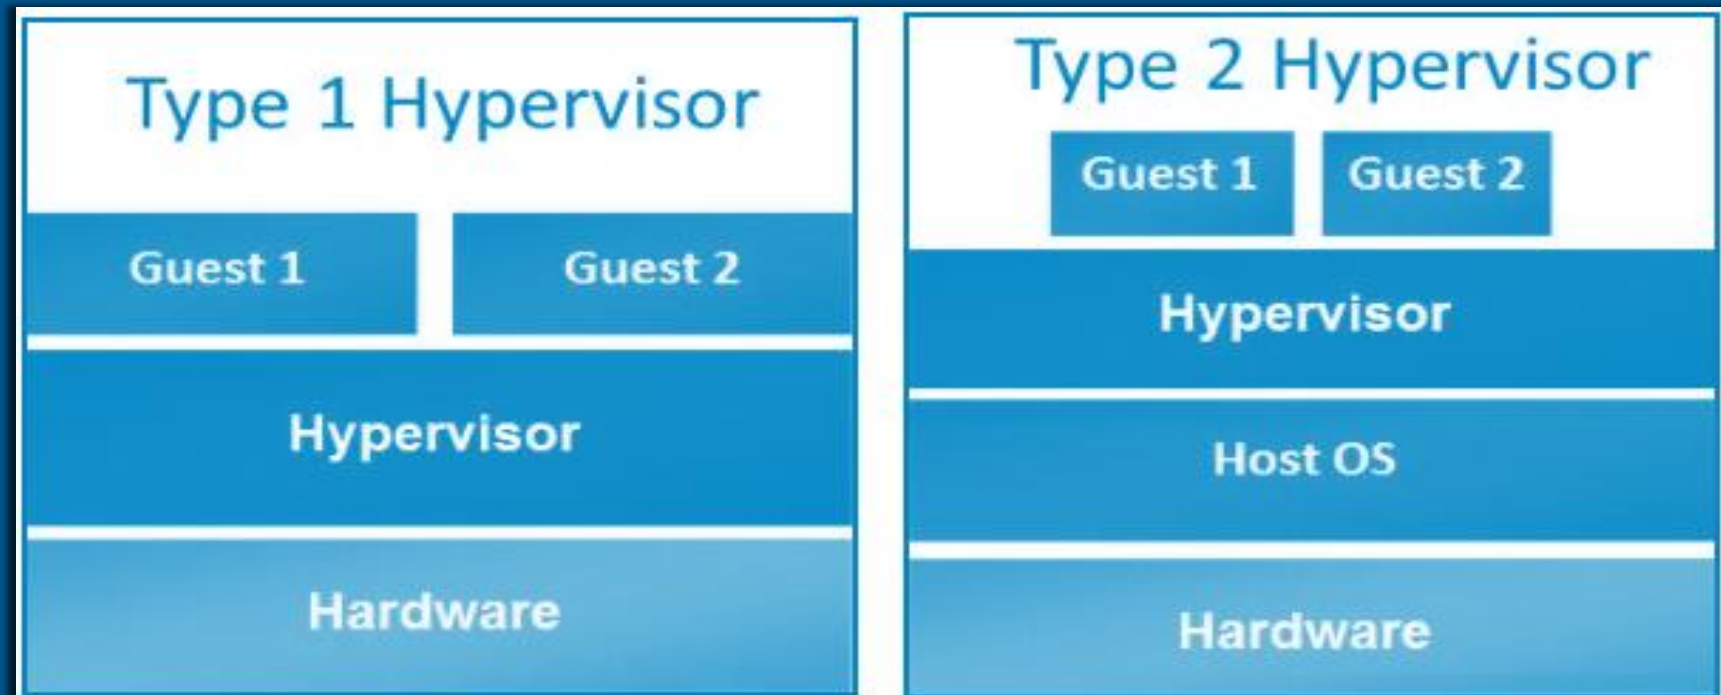 Type 1 Hypervisor
Guest 1
Guest 2
Hypervisor
Hardware
Type 2 Hypervisor
Guest 1
Guest 2
Hypervisor
Host OS
Hardware